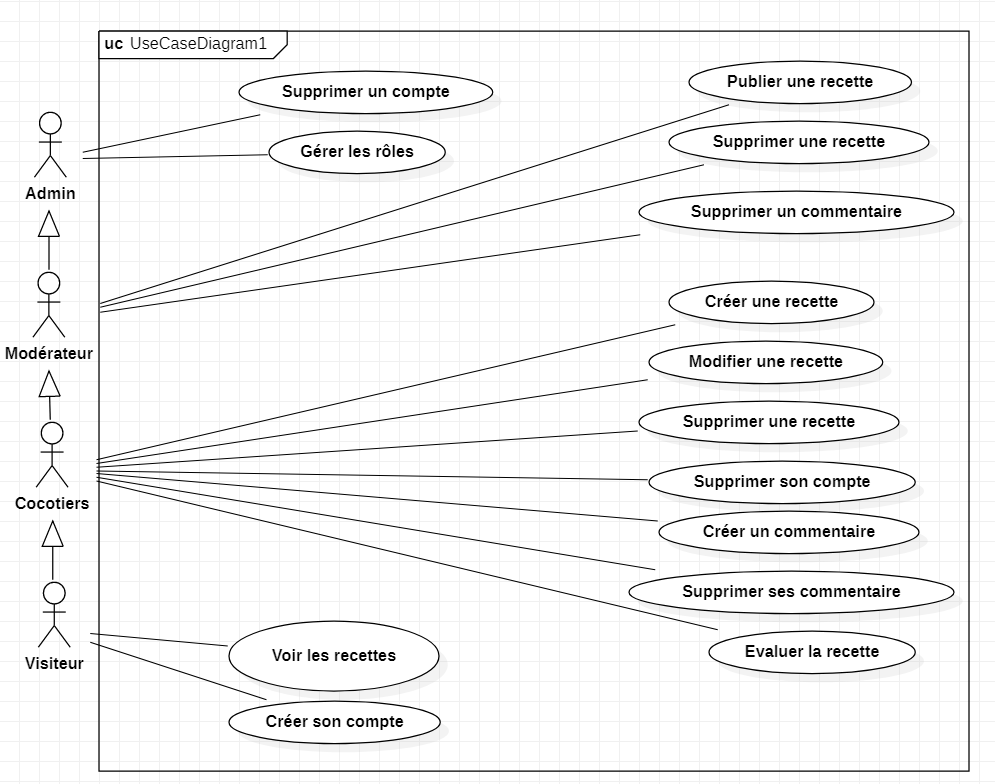 uc UseCaseDiagram1
Supprimer un compte
Gérer les rôles
Publier une recette
Supprimer une recette
Supprimer un commentaire
Admin
Créer une recette
Modérateur
Modifier une recette
Supprimer une recette
Supprimer son compte
Cocotiers
Créer un commentaire
Supprimer ses commentaire
Evaluer la recette
Visiteur
Voir les recettes
Créer son compte